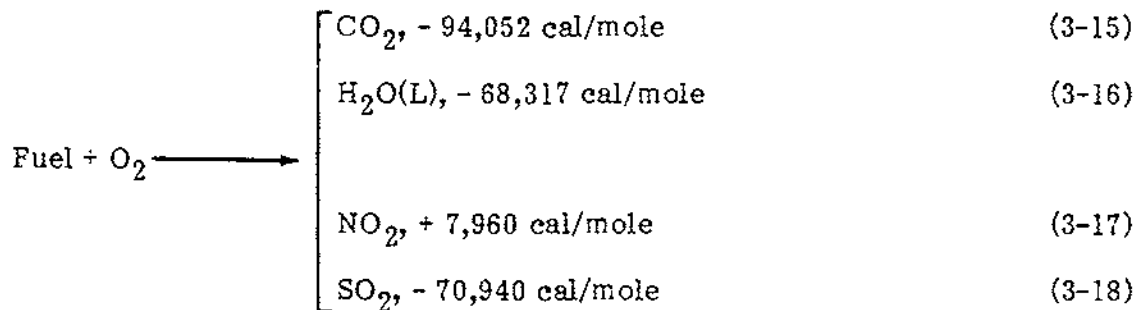 CO2, - 94,052 cal/mole (3-15)
H2O(L), - 68,317 cal/mole (3-16)
Fuel + O2
NO2, + 7,960 cal/mole (3-17)
SO2, - 70,940 cal/mole (3-18)